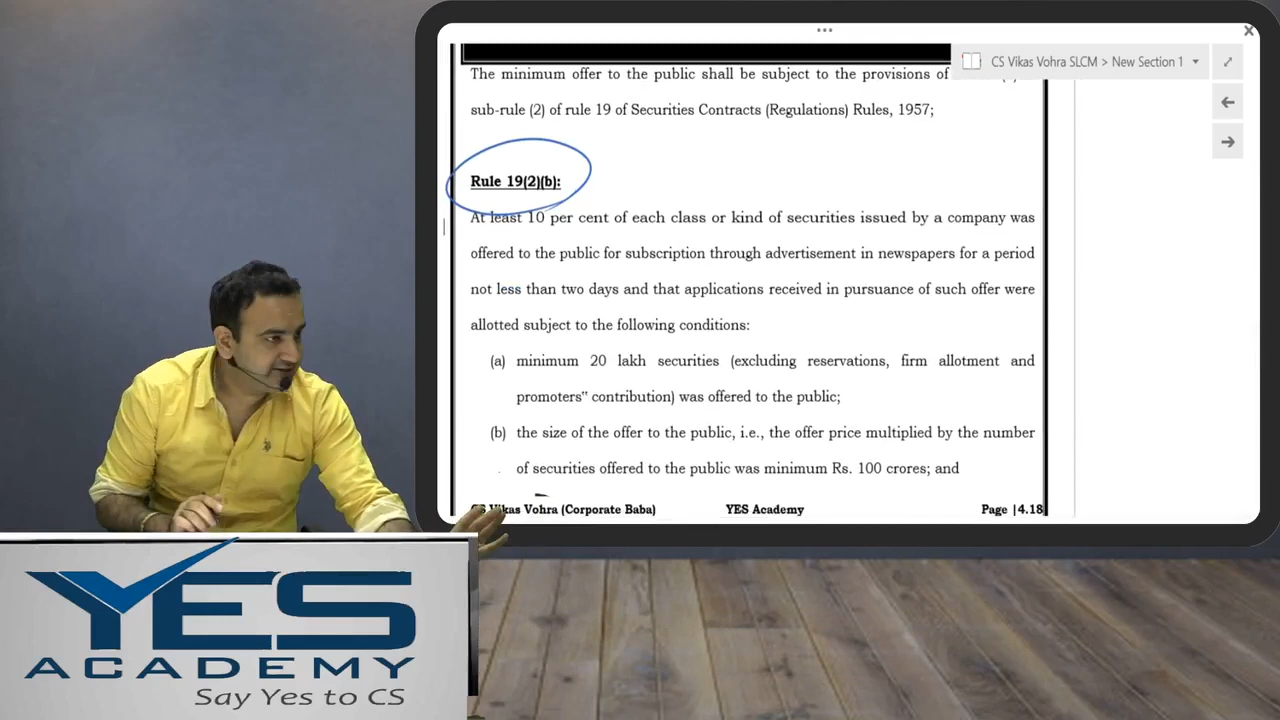 CS Vikas Vohra SLCM > New Section 1
The minimum offer to the public shall be subject to the provisions of
sub-rule (2) of rule 19 of Securities Contracts (Regulations) Rules, 1957;
Rule 19(2)(b):
At least 10 per cent of each class or kind of securities issued by a company was
offered to the public for subscription through advertisement in newspapers for a period
not less than two days and that applications received in pursuance of such offer were
allotted subject to the following conditions:
(a) minimum 20 lakh securities (excluding reservations, firm allotment and
promoters" contribution) was offered to the public;
(b) the size of the offer to the public, i.e., the offer price multiplied by the number
of securities offered to the public was minimum Rs. 100 crores; and
CS Vikas Vohra (Corporate Baba) YES Academy Page |4.18
YES
ACADEMY
Say Yes to CS